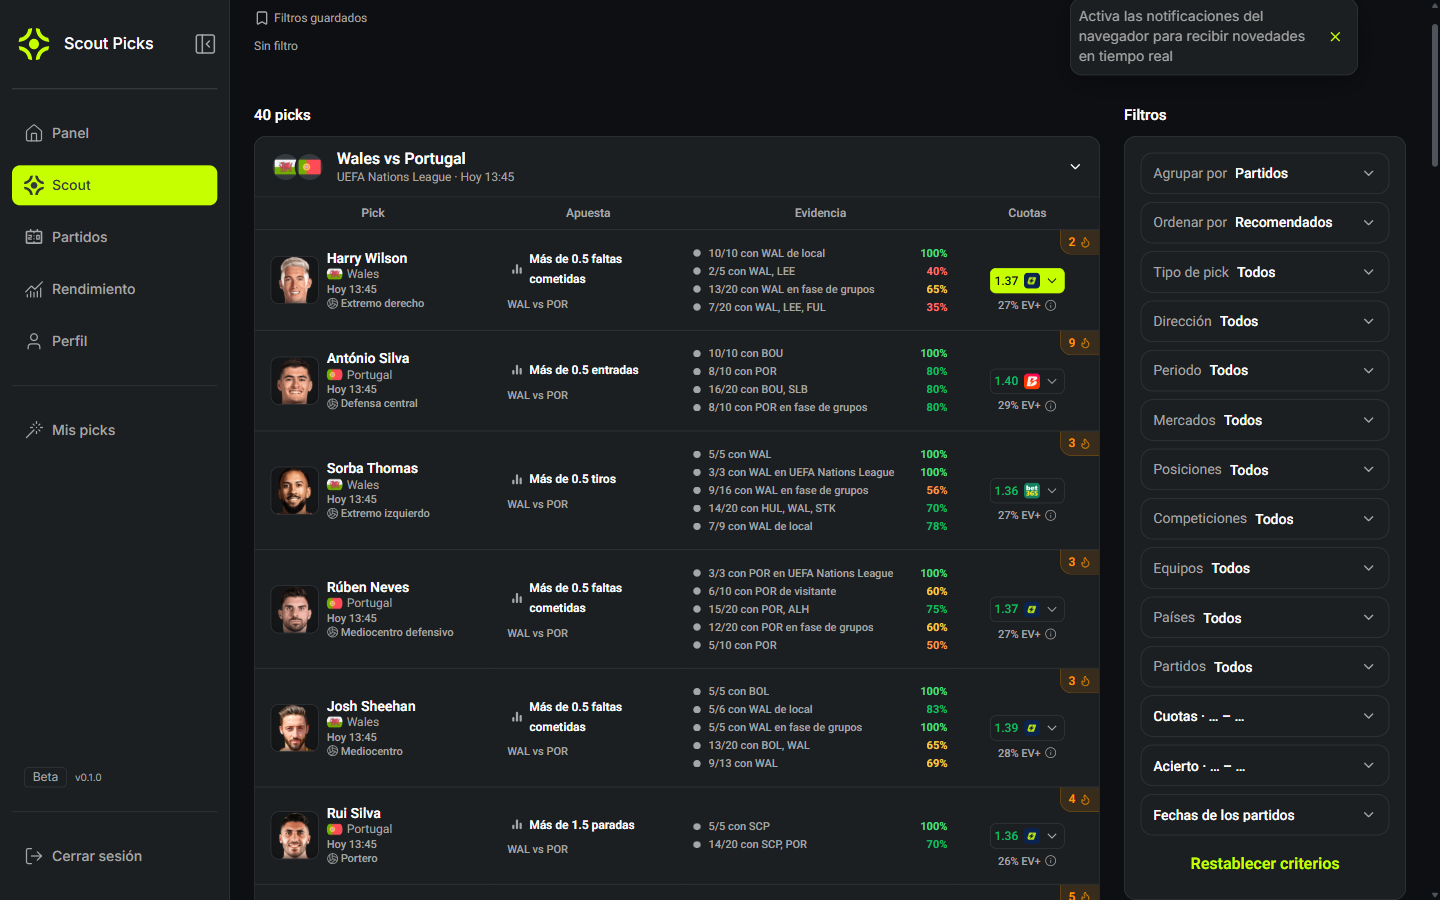 Scout Picks
Panel
Scout
Partidos
Rendimiento
Perfil
Mis picks
Beta v0.1.0
Cerrar sesión
Filtros guardados
Sin filtro
Activa las notificaciones del
navegador para recibir novedades
en tiempo real
40 picks
Wales vs Portugal
UEFA Nations League · Hoy 13:45
Pick Apuesta Evidencia Cuotas
2
Harry Wilson
Wales
Hoy 13:45
Extremo derecho
Más de 0.5 faltas
cometidas
WAL vs POR
10/10 con WAL de local 100%
2/5 con WAL, LEE 40%
13/20 con WAL en fase de grupos 65%
7/20 con WAL, LEE, FUL 35%
1.37
27% EV+
9
António Silva
Portugal
Hoy 13:45
Defensa central
Más de 0.5 entradas
WAL vs POR
10/10 con BOU 100%
8/10 con POR 80%
16/20 con BOU, SLB 80%
8/10 con POR en fase de grupos 80%
1.40
29% EV+
3
Sorba Thomas
Wales
Hoy 13:45
Extremo izquierdo
Más de 0.5 tiros
WAL vs POR
5/5 con WAL 100%
3/3 con WAL en UEFA Nations League 100%
9/16 con WAL en fase de grupos 56%
14/20 con HUL, WAL, STK 70%
7/9 con WAL de local 78%
1.36 bet365
27% EV+
3
Rúben Neves
Portugal
Hoy 13:45
Mediocentro defensivo
Más de 0.5 faltas
cometidas
WAL vs POR
3/3 con POR en UEFA Nations League 100%
6/10 con POR de visitante 60%
15/20 con POR, ALH 75%
12/20 con POR en fase de grupos 60%
5/10 con POR 50%
1.37
27% EV+
3
Josh Sheehan
Wales
Hoy 13:45
Mediocentro
Más de 0.5 faltas
cometidas
WAL vs POR
5/5 con BOL 100%
5/6 con WAL de local 83%
5/5 con WAL en fase de grupos 100%
13/20 con BOL, WAL 65%
9/13 con WAL 69%
1.39
28% EV+
4
Rui Silva
Portugal
Hoy 13:45
Portero
Más de 1.5 paradas
WAL vs POR
5/5 con SCP 100%
14/20 con SCP, POR 70%
1.36
26% EV+
5
Filtros
Agrupar por Partidos
Ordenar por Recomendados
Tipo de pick Todos
Dirección Todos
Periodo Todos
Mercados Todos
Posiciones Todos
Competiciones Todos
Equipos Todos
Países Todos
Partidos Todos
Cuotas · ... – ...
Acierto · ... – ...
Fechas de los partidos
Restablecer criterios